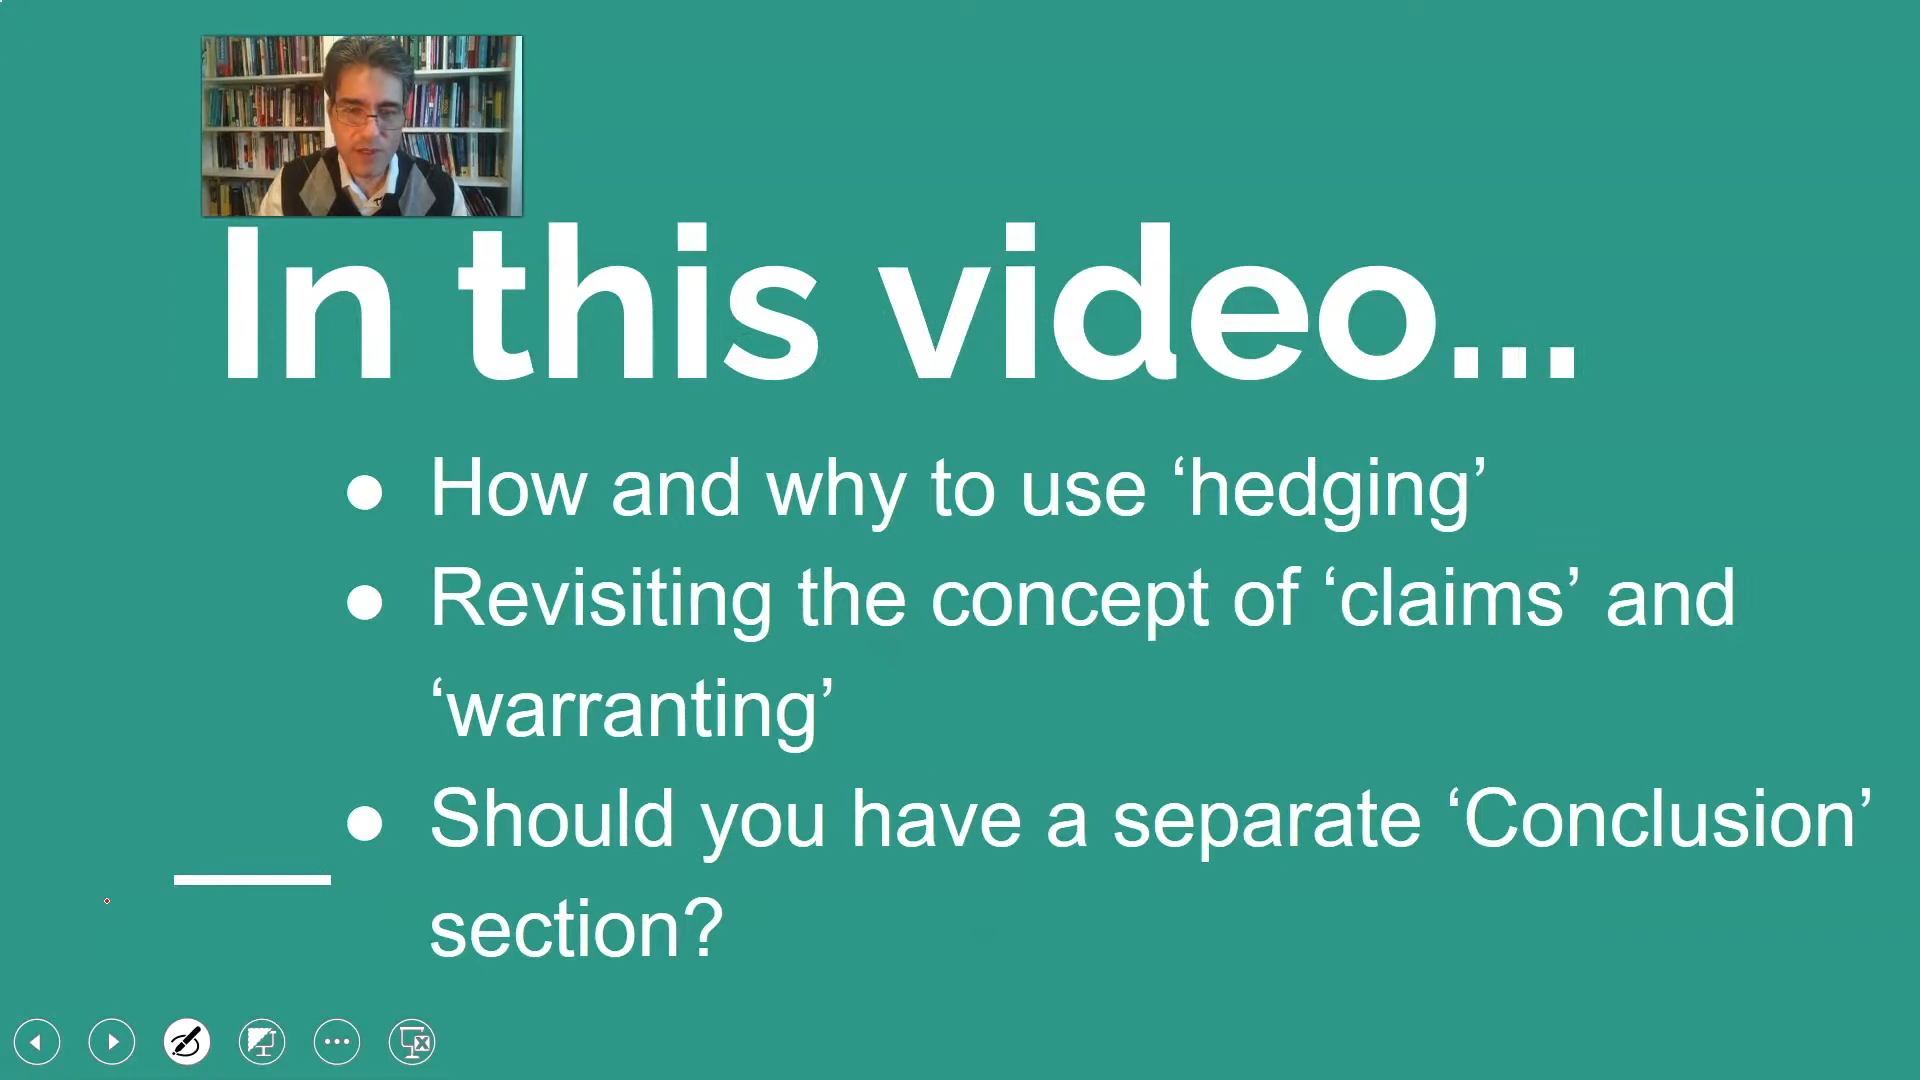 In this video...
● How and why to use ‘hedging’
● Revisiting the concept of ‘claims’ and
‘warranting’
● Should you have a separate ‘Conclusion’
section?